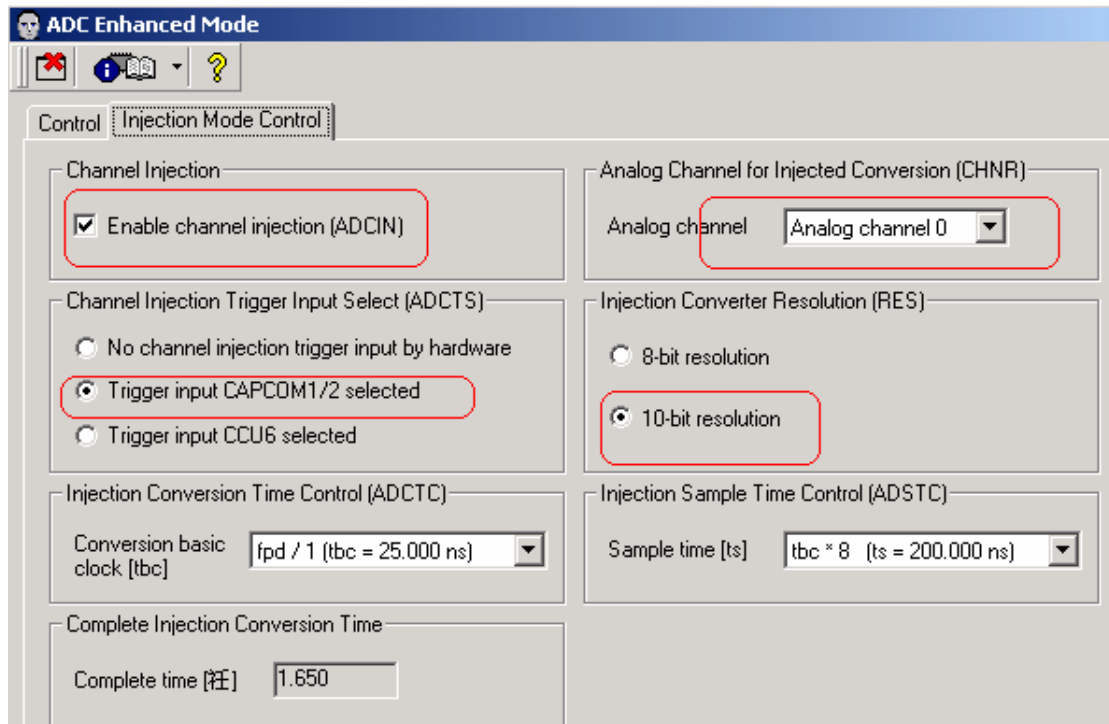 ADC Enhanced Mode
Control
Injection Mode Control
Channel Injection
Enable channel injection (ADCIN)
Analog Channel for Injected Conversion (CHNR)
Analog channel
Analog channel 0
Channel Injection Trigger Input Select (ADCTS)
No channel injection trigger input by hardware
Trigger input CAPCOM1/2 selected
Trigger input CCU6 selected
Injection Converter Resolution (RES)
8-bit resolution
10-bit resolution
Injection Conversion Time Control (ADCTC)
Conversion basic
clock [tbc]
fpd / 1 (tbc = 25.000 ns)
Injection Sample Time Control (ADSTC)
Sample time [ts]
tbc * 8 (ts = 200.000 ns)
Complete Injection Conversion Time
Complete time [祍]
1.650